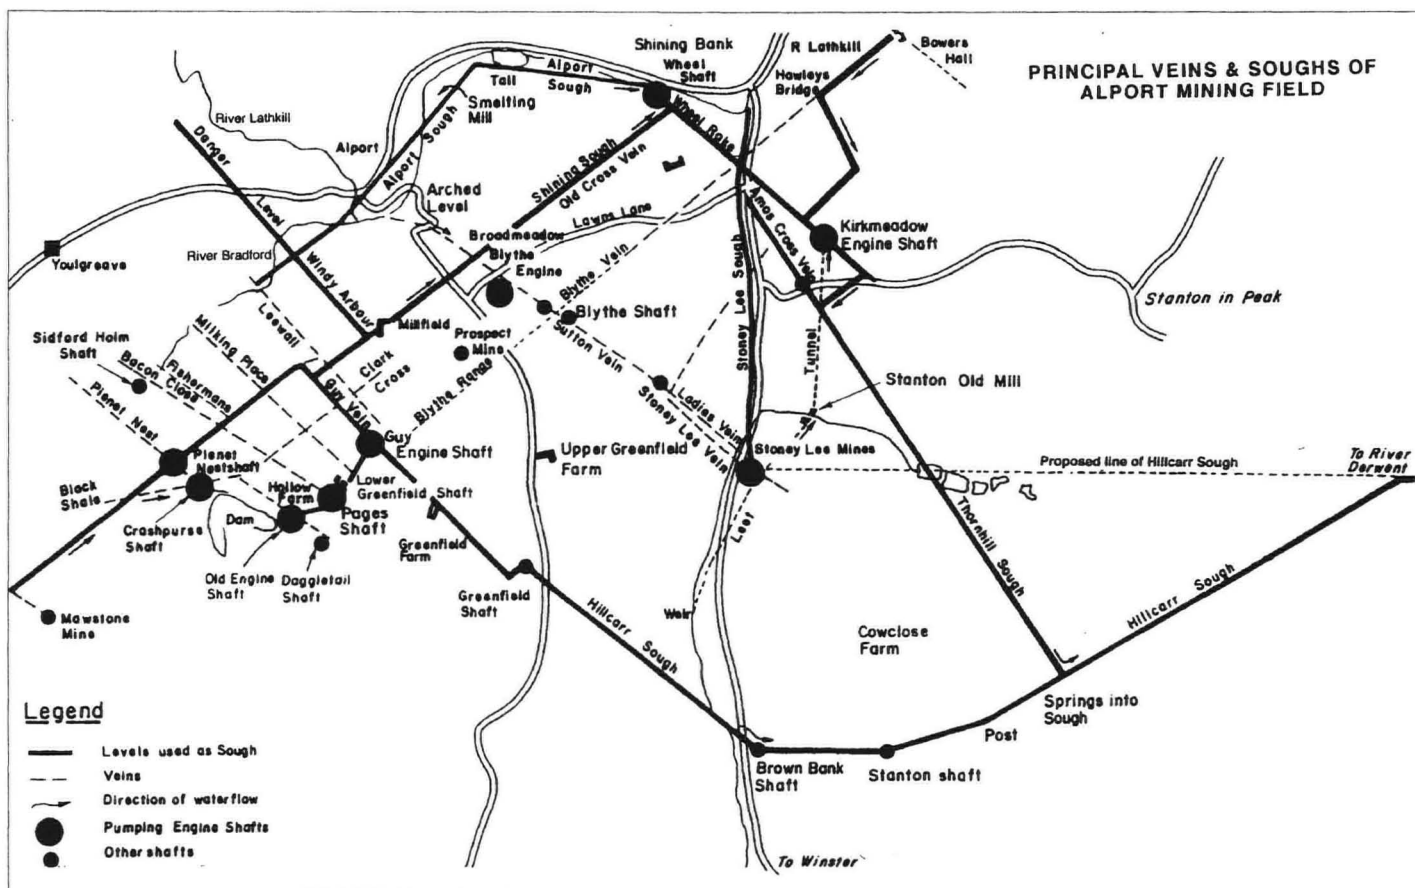 PRINCIPAL VEINS & SOUGHS OF
ALPORT MINING FIELD
Shining Bank
Wheel
Shaft
R Lathkill
Bowers
Hall
Hawleys
Bridge
Alport
Sough
Tail
Smelting
Mill
River Lathkill
Danger
Level
Alport
Alport Sough
Wheel Rake
Shining Sough
Old Cross Vein
Arched
Level
Lawns Lane
Amos Cross Vein
Kirkmeadow
Engine Shaft
Youlgreave
River Bradford
Windy Arbour
Broadmeadow
Blythe
Engine
Blythe Vein
Blythe Shaft
Stoney Lee Sough
Stanton in Peak
Leewall
Millfield
Prospect
Mine
Sutton Vein
Tunnel
Sidford Holm
Shaft
Milking Place
Fishermans
Bacon Close
Plenet Nest
Clark
Cross
Guy Vein
Blythe Range
Ladies Vein
Stoney Lee Vein
Stanton Old Mill
Guy
Engine Shaft
Upper Greenfield
Farm
Stoney Lee Mines
Proposed line of Hillcarr Sough
To River
Derwent
Plenet
Nestshaft
Black
Shale
Hollow
Farm
Lower
Greenfield Shaft
Pages
Shaft
Dam
Crashpurse
Shaft
Greenfield
Farm
Leet
Thornhill Sough
Old Engine
Shaft
Daggletail
Shaft
Greenfield
Shaft
Mawstone
Mine
Weir
Hillcarr Sough
Hillcarr Sough
Cowclose
Farm
Springs into
Sough
Post
Brown Bank
Shaft
Stanton shaft
To Winster
Legend
Levels used as Sough
Veins
Direction of waterflow
Pumping Engine Shafts
Other shafts